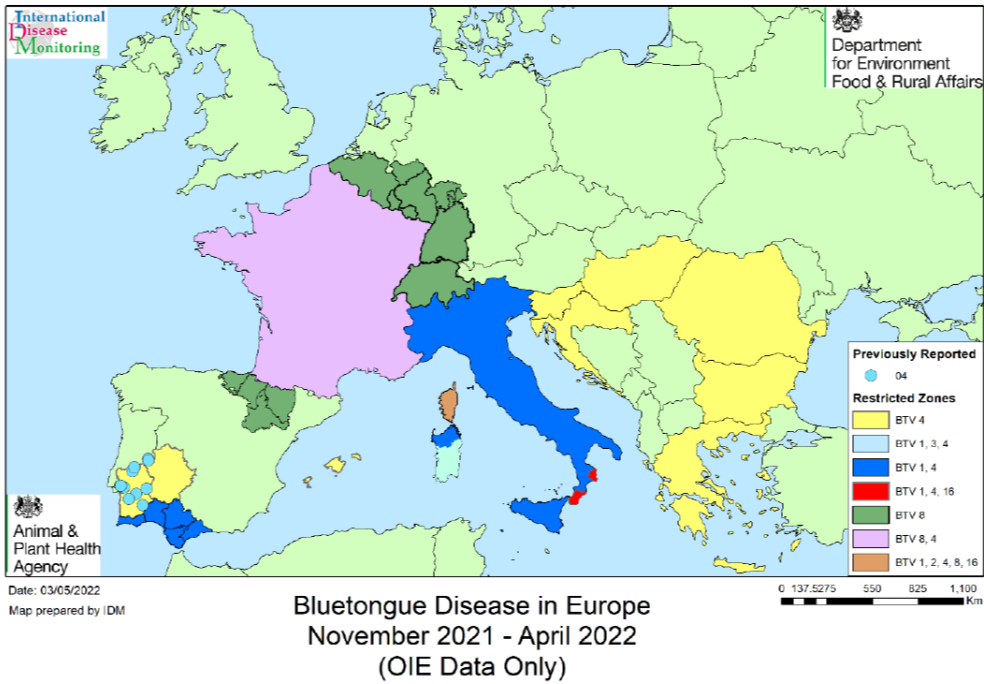 International
Disease
Monitoring
Department
for Environment
Food & Rural Affairs
Previously Reported
04
Restricted Zones
BTV 4
BTV 1, 3, 4
BTV 1, 4
BTV 1, 4, 16
BTV 8
BTV 8, 4
BTV 1, 2, 4, 8, 16
Animal &
Plant Health
Agency
Date: 03/05/2022
Map prepared by IDM
0 137.5275 550 825 1,100
Km
Bluetongue Disease in Europe
November 2021 - April 2022
(OIE Data Only)